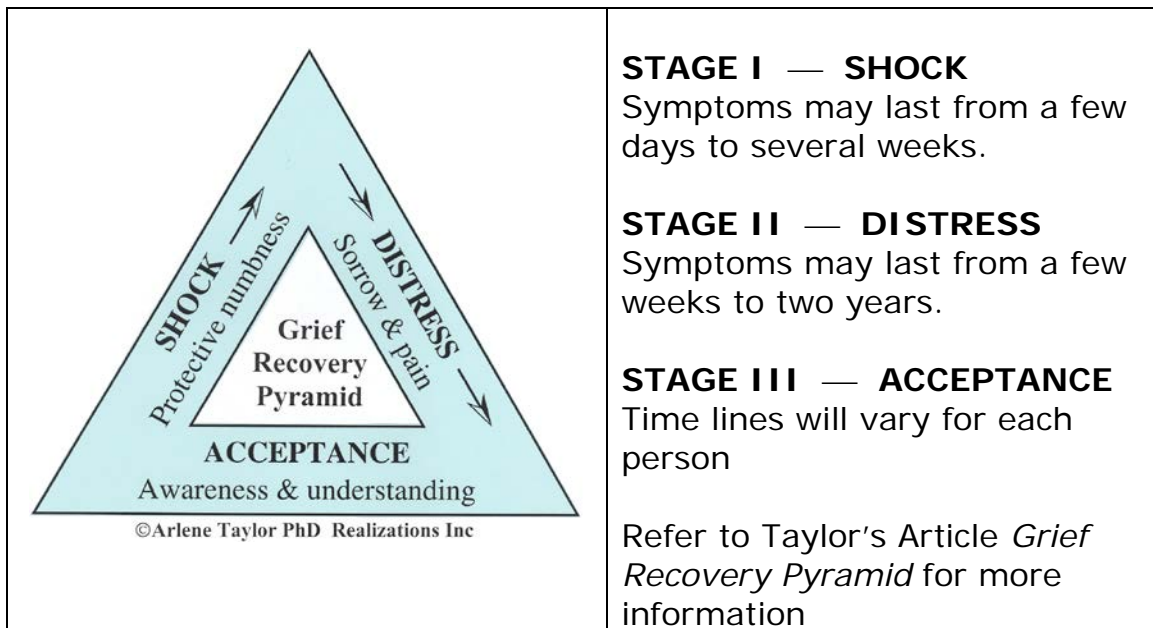 SHOCK
Protective numbness
DISTRESS
Sorrow & pain
Grief
Recovery
Pyramid
ACCEPTANCE
Awareness & understanding
©Arlene Taylor PhD Realizations Inc
STAGE I — SHOCK
Symptoms may last from a few
days to several weeks.
STAGE II — DISTRESS
Symptoms may last from a few
weeks to two years.
STAGE III — ACCEPTANCE
Time lines will vary for each
person
Refer to Taylor's Article Grief
Recovery Pyramid for more
information